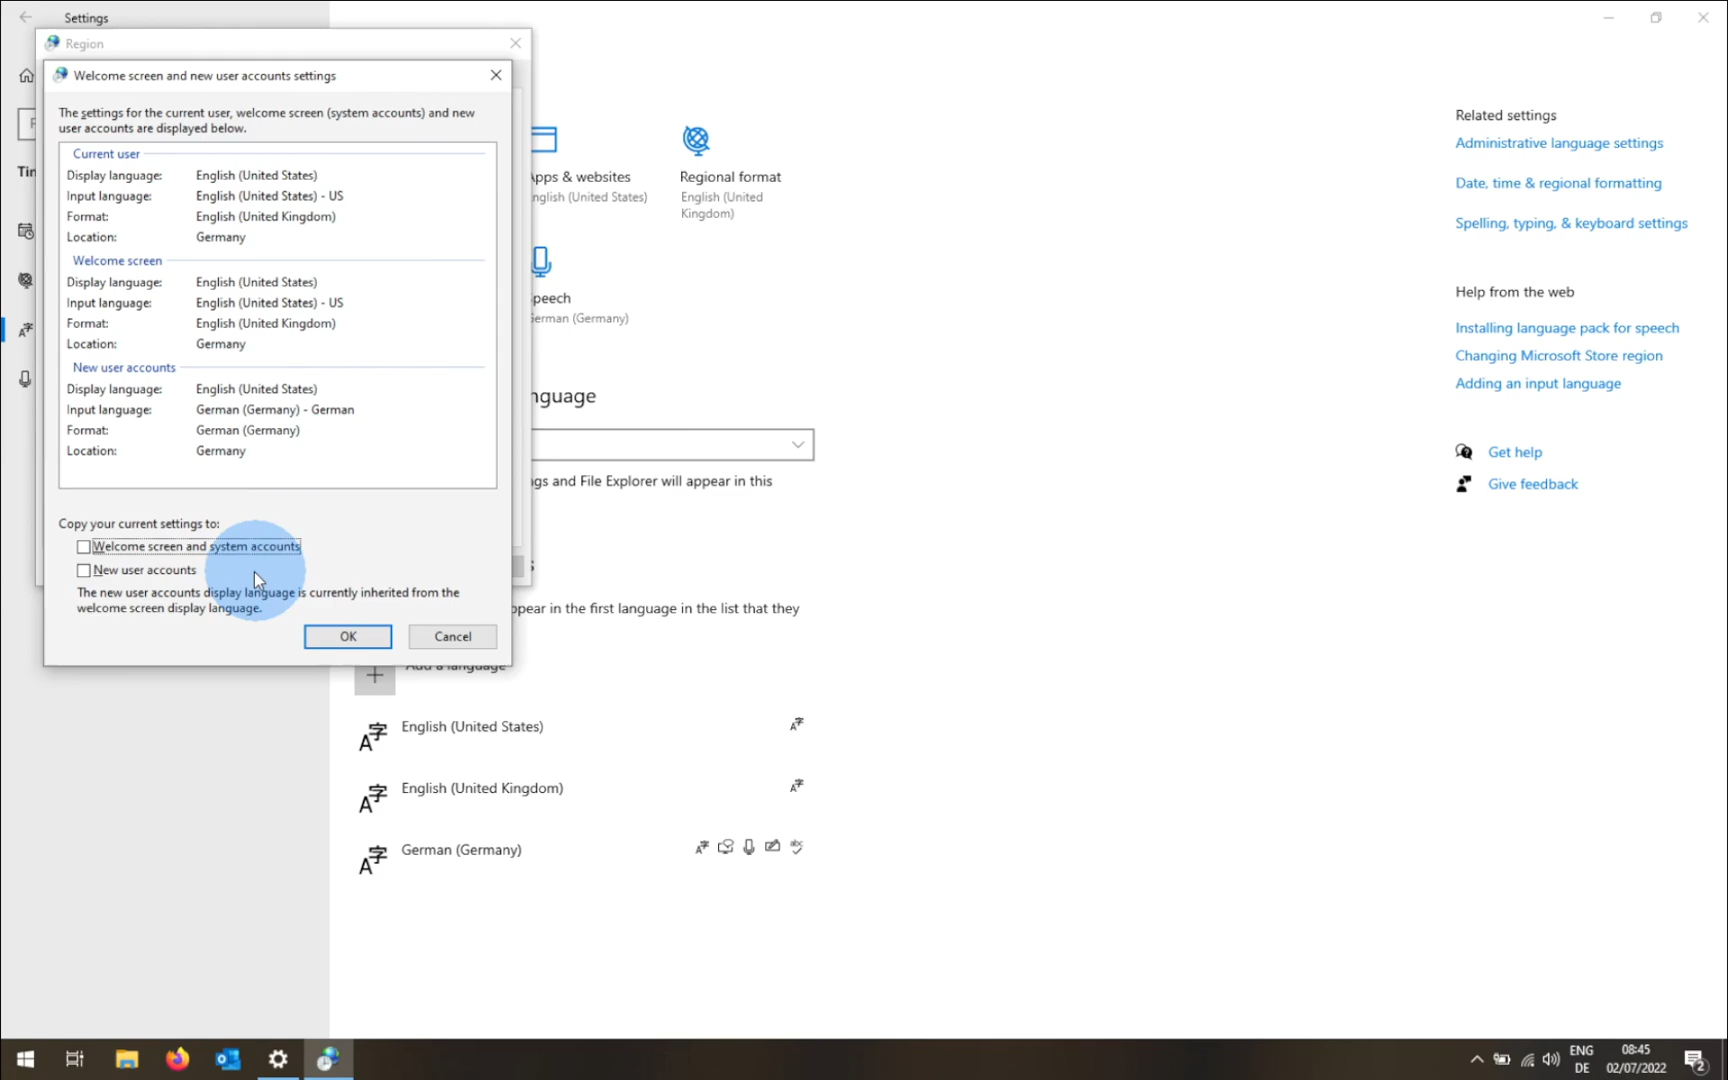 Settings
Region
Welcome screen and new user accounts settings
The settings for the current user, welcome screen (system accounts) and new
user accounts are displayed below.
Current user
Display language: English (United States)
Input language: English (United States) - US
Format: English (United Kingdom)
Location: Germany
Welcome screen
Display language: English (United States)
Input language: English (United States) - US
Format: English (United Kingdom)
Location: Germany
New user accounts
Display language: English (United States)
Input language: German (Germany) - German
Format: German (Germany)
Location: Germany
Copy your current settings to:
Welcome screen and system accounts
New user accounts
The new user accounts display language is currently inherited from the
welcome screen display language.
OK Cancel
Tin
Apps & websites
English (United States)
Regional format
English (United
Kingdom)
peech
German (Germany)
nguage
gs and File Explorer will appear in this
ppear in the first language in the list that they
Add a language
English (United States)
English (United Kingdom)
German (Germany)
Related settings
Administrative language settings
Date, time & regional formatting
Spelling, typing, & keyboard settings
Help from the web
Installing language pack for speech
Changing Microsoft Store region
Adding an input language
Get help
Give feedback
ENG
DE
08:45
02/07/2022
2